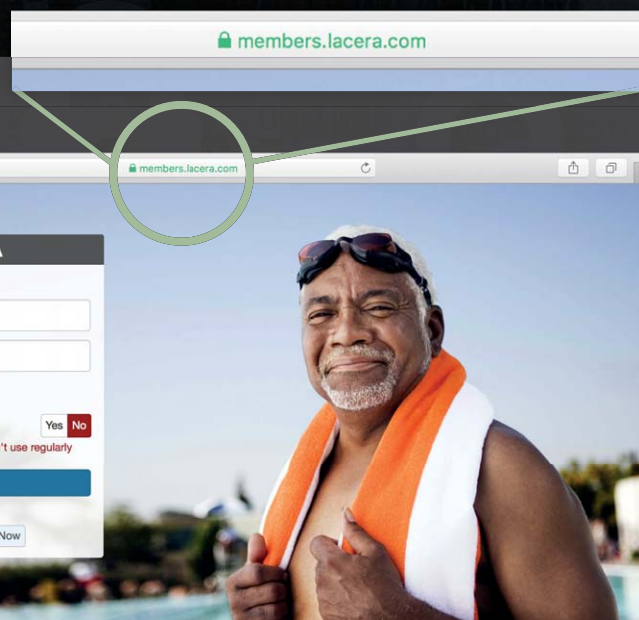 members.lacera.com
members.lacera.com
A
Yes No
't use regularly
Now